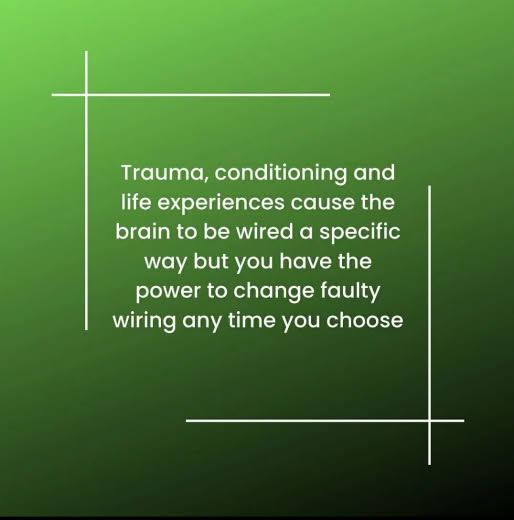 Trauma, conditioning and
life experiences cause the
brain to be wired a specific
way but you have the
power to change faulty
wiring any time you choose